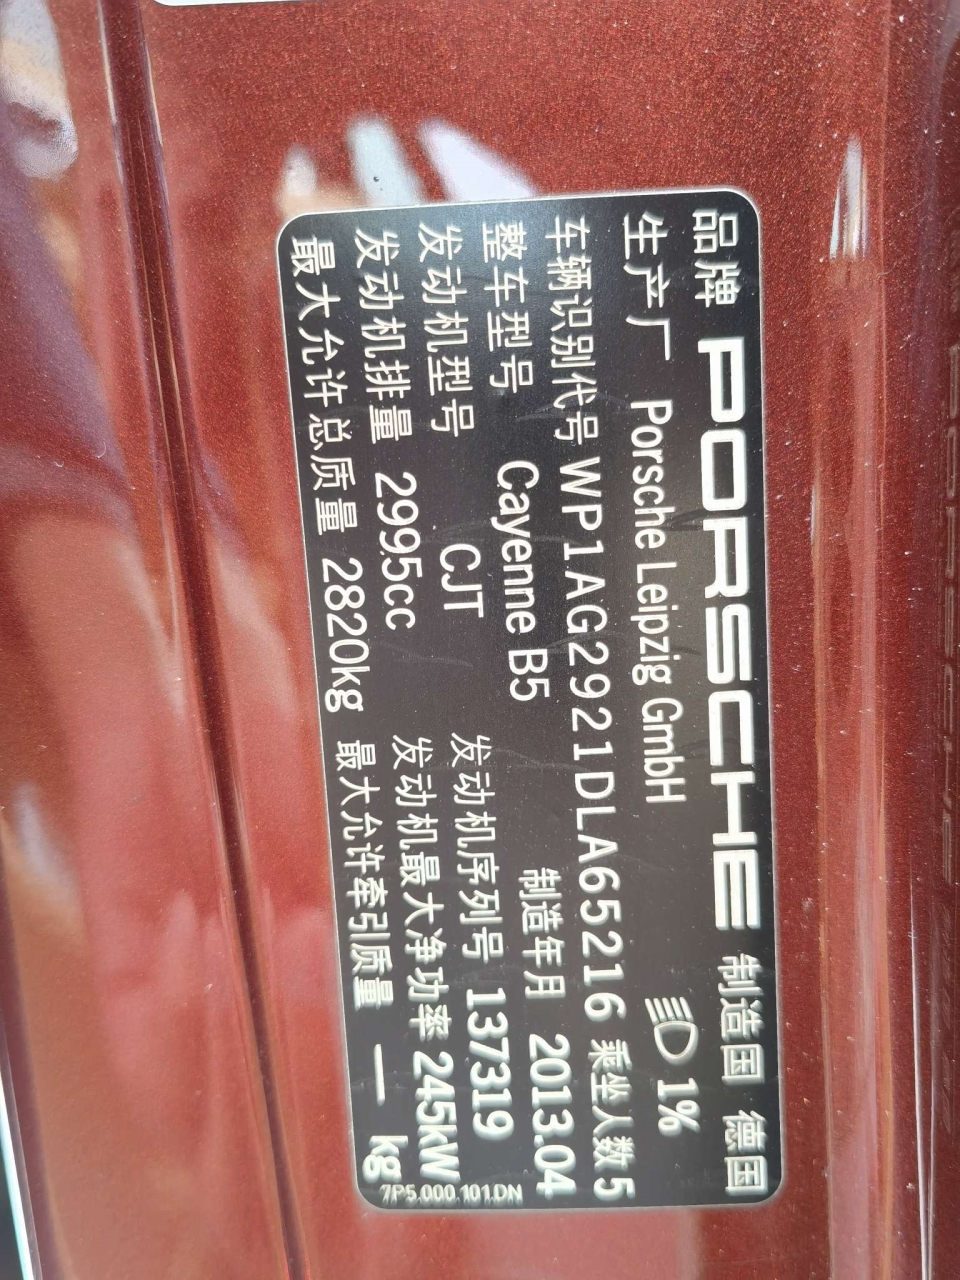 品牌 PORSCHE 制造国 德国
生产厂 Porsche Leipzig GmbH 1%
车辆识别代号 WP1AG2921DLA65216 乘坐人数 5
整车型号 Cayenne B5 制造年月 2013.04
发动机型号 CJT 发动机序列号 137319
发动机排量 2995cc 发动机最大净功率 245kW
最大允许总质量 2820kg 最大允许牵引质量 — kg
7P5.000.101.DN